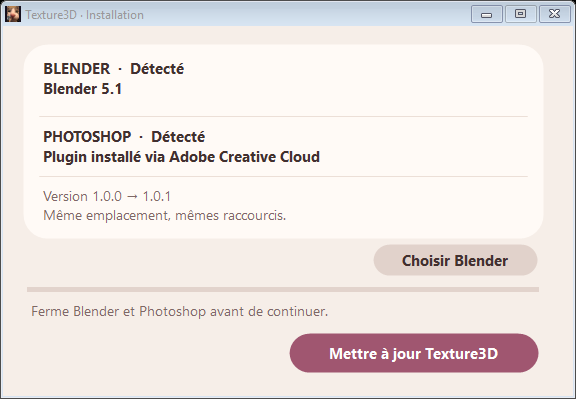 Texture3D · Installation
BLENDER · Détecté
Blender 5.1
PHOTOSHOP · Détecté
Plugin installé via Adobe Creative Cloud
Version 1.0.0 → 1.0.1
Même emplacement, mêmes raccourcis.
Choisir Blender
Ferme Blender et Photoshop avant de continuer.
Mettre à jour Texture3D